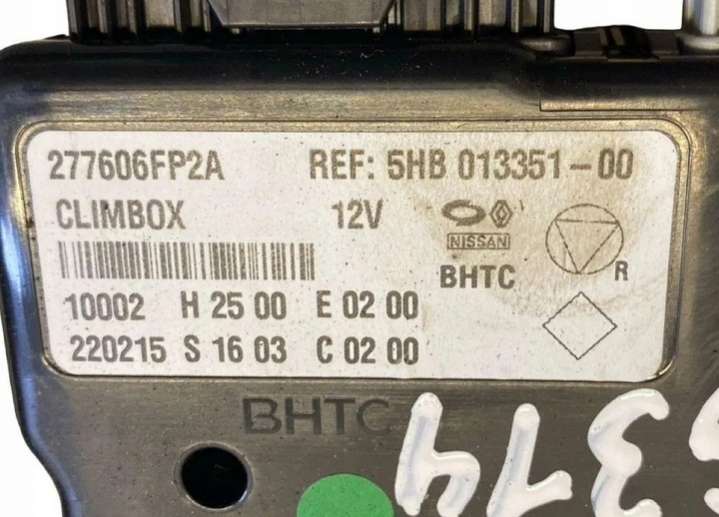 277606FP2A REF: 5HB 013351-00
CLIMBOX 12V
NISSAN
BHTC
R
10002 H 25 00 E 02 00
220215 S 16 03 C 02 00
BHTC
314